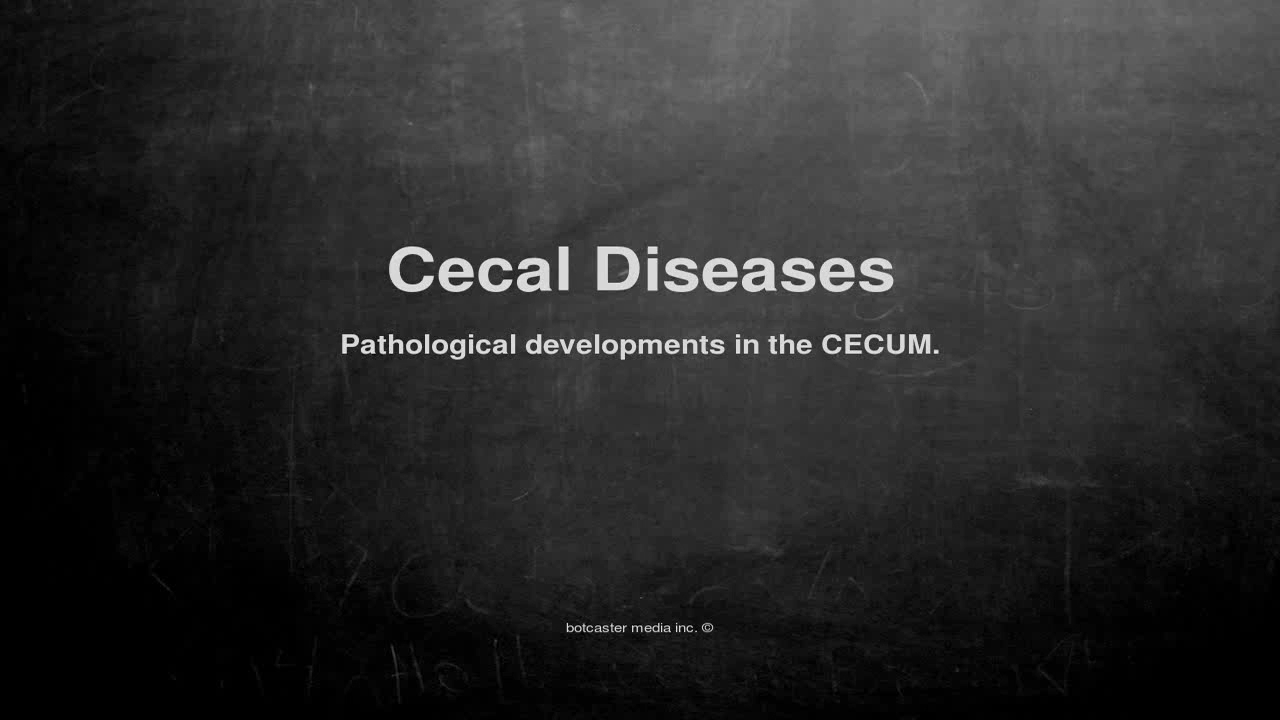 Cecal Diseases
Pathological developments in the CECUM.
botcaster media inc. ©